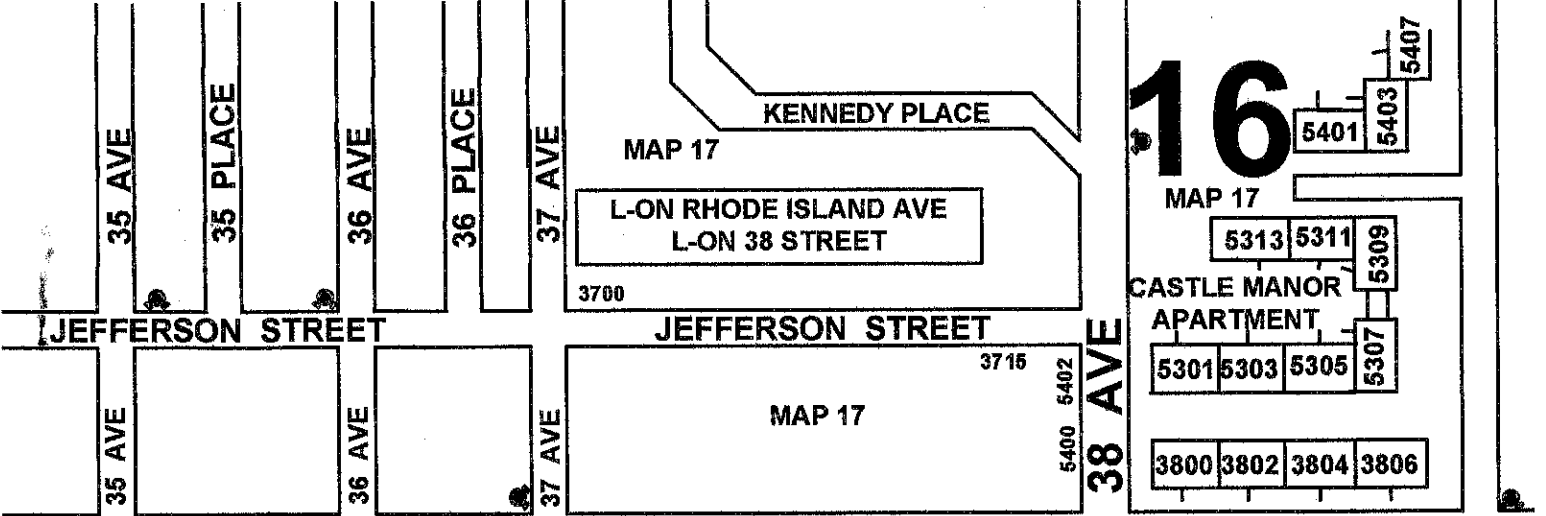 35 AVE
35 PLACE
36 AVE
36 PLACE
37 AVE
KENNEDY PLACE
MAP 17
L-ON RHODE ISLAND AVE
L-ON 38 STREET
3700
JEFFERSON STREET
JEFFERSON STREET
3715
5402
5400
MAP 17
35 AVE
36 AVE
37 AVE
38 AVE
16
MAP 17
5407
5403
5401
5313
5311
5309
CASTLE MANOR
APARTMENT
5301
5303
5305
5307
3800
3802
3804
3806